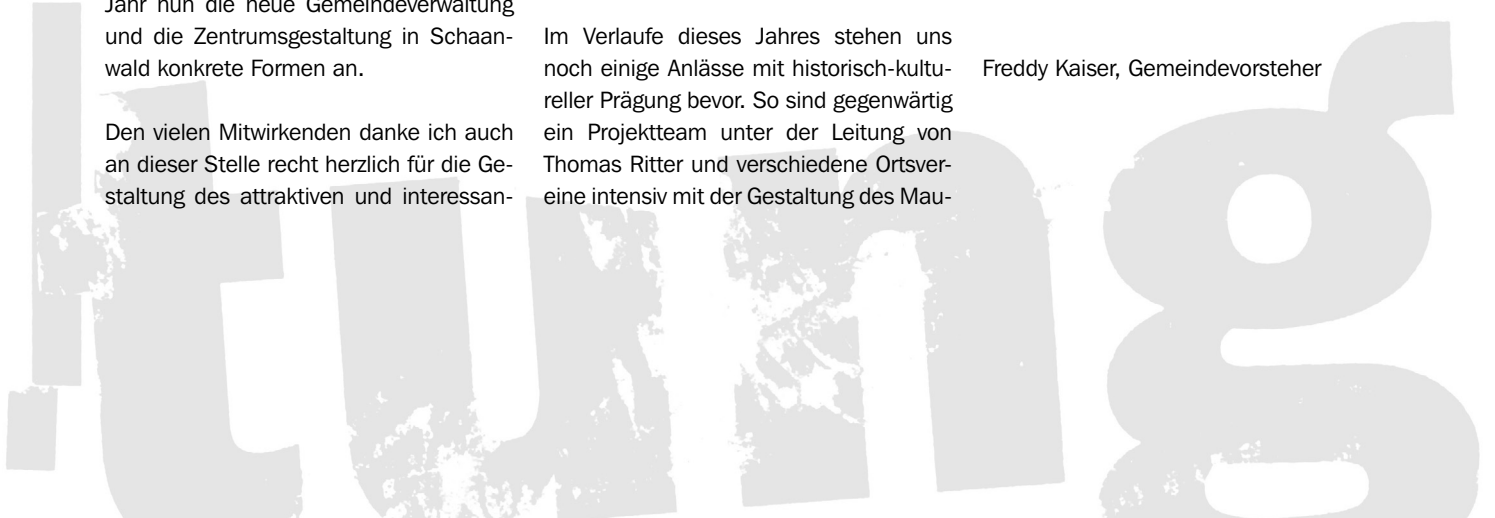 Jahr nun die neue Gemeindeverwaltung
und die Zentrumsgestaltung in Schaan-
wald konkrete Formen an.
Den vielen Mitwirkenden danke ich auch
an dieser Stelle recht herzlich für die Ge-
staltung des attraktiven und interessan-
Im Verlaufe dieses Jahres stehen uns
noch einige Anlässe mit historisch-kultu-
reller Prägung bevor. So sind gegenwärtig
ein Projektteam unter der Leitung von
Thomas Ritter und verschiedene Ortsver-
eine intensiv mit der Gestaltung des Mau-
Freddy Kaiser, Gemeindevorsteher
tung